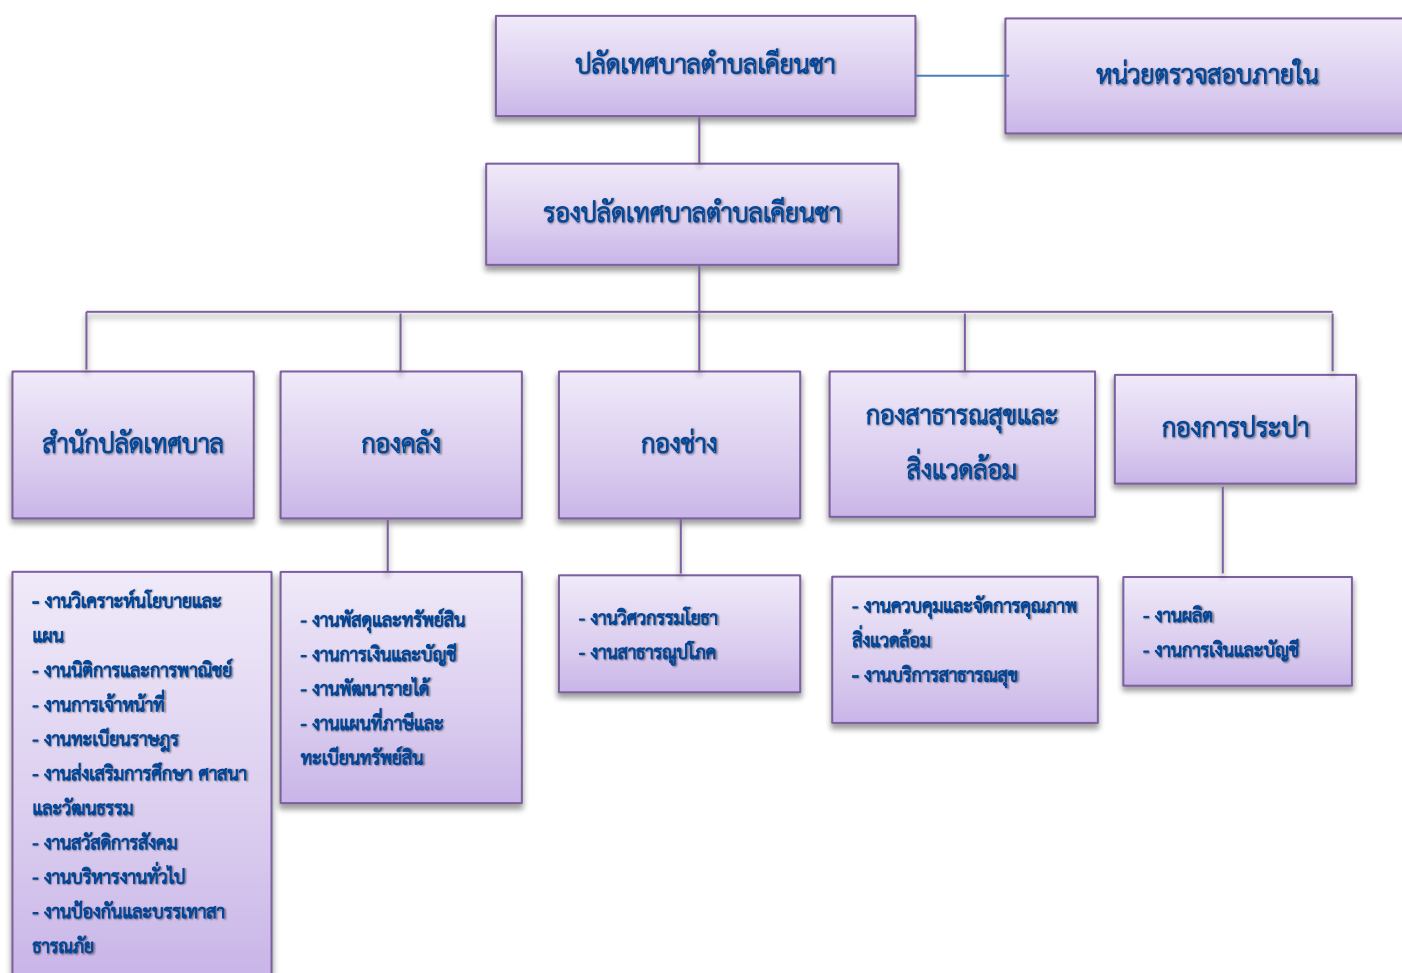 ปลัดเทศบาลตำบลเคียนซา
หน่วยตรวจสอบภายใน
รองปลัดเทศบาลตำบลเคียนซา
สำนักปลัดเทศบาล
กองคลัง
กองช่าง
กองสาธารณสุขและ
สิ่งแวดล้อม
กองการประปา
- งานวิเคราะห์นโยบายและ
แผน
- งานนิติการและการพาณิชย์
- งานการเจ้าหน้าที่
- งานทะเบียนราษฎร
- งานส่งเสริมการศึกษา ศาสนา
และวัฒนธรรม
- งานสวัสดิการสังคม
- งานบริหารงานทั่วไป
- งานป้องกันและบรรเทาสา
ธารณภัย
- งานพัสดุและทรัพย์สิน
- งานการเงินและบัญชี
- งานพัฒนารายได้
- งานแผนที่ภาษีและ
ทะเบียนทรัพย์สิน
- งานวิศวกรรมโยธา
- งานสาธารณูปโภค
- งานควบคุมและจัดการคุณภาพ
สิ่งแวดล้อม
- งานบริการสาธารณสุข
- งานผลิต
- งานการเงินและบัญชี